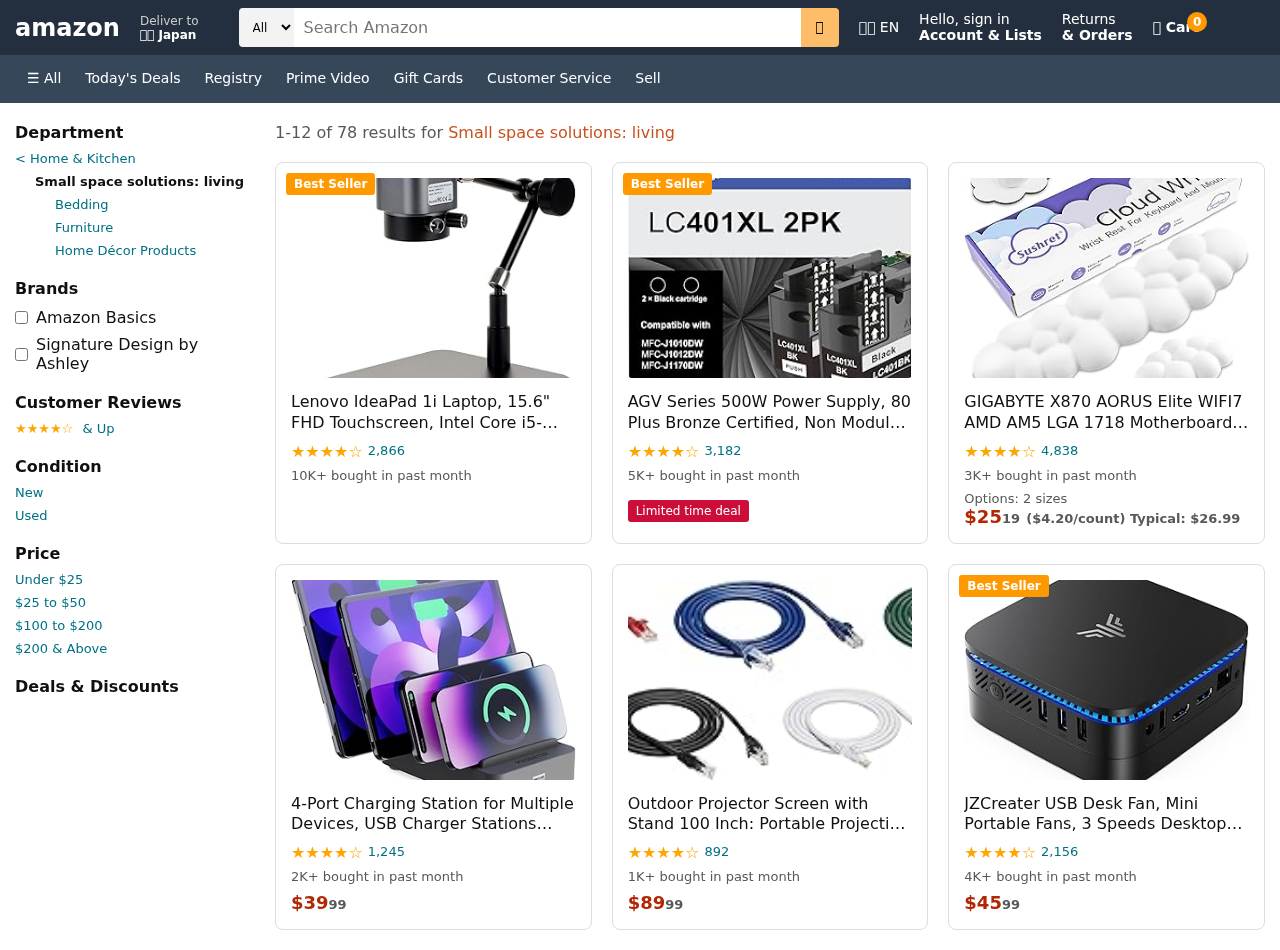 amazon
Deliver to
Japan
All
Search Amazon
EN
Hello, sign in
Account & Lists
Returns
& Orders
0
☰ All
Today's Deals
Registry
Prime Video
Gift Cards
Customer Service
Sell
Department
< Home & Kitchen
Small space solutions: living
Bedding
Furniture
Home Décor Products
Brands
Amazon Basics
Signature Design by
Ashley
Customer Reviews
★★★★☆ & Up
Condition
New
Used
Price
Under $25
$25 to $50
$100 to $200
$200 & Above
Deals & Discounts
1-12 of 78 results for Small space solutions: living
Best Seller
Lenovo IdeaPad 1i Laptop, 15.6"
FHD Touchscreen, Intel Core i5-...
★★★★☆ 2,866
10K+ bought in past month
Best Seller
LC401XL 2PK
2 × Black cartridge
Compatible with
MFC-J1010DW
MFC-J1012DW
MFC-J1170DW
LC401XL
BK
PUSH
LC401XL
BK
Black
LC401BK
AGV Series 500W Power Supply, 80
Plus Bronze Certified, Non Modul...
★★★★☆ 3,182
5K+ bought in past month
Limited time deal
Sushret
Cloud
Wrist Rest For Keyboard And
GIGABYTE X870 AORUS Elite WIFI7
AMD AM5 LGA 1718 Motherboard...
★★★★☆ 4,838
3K+ bought in past month
Options: 2 sizes
$25 19 ($4.20/count) Typical: $26.99
4-Port Charging Station for Multiple
Devices, USB Charger Stations...
★★★★☆ 1,245
2K+ bought in past month
$39 99
Outdoor Projector Screen with
Stand 100 Inch: Portable Projecti...
★★★★☆ 892
1K+ bought in past month
$89 99
Best Seller
JZCreater USB Desk Fan, Mini
Portable Fans, 3 Speeds Desktop...
★★★★☆ 2,156
4K+ bought in past month
$45 99